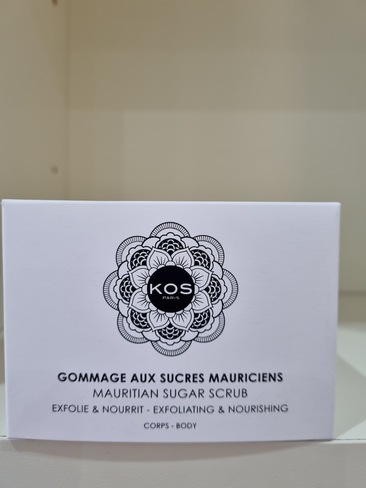 KOS
PARIS
GOMMAGE AUX SUCRES MAURICIENS
MAURITIAN SUGAR SCRUB
EXFOLIE & NOURRIT - EXFOLIATING & NOURISHING
CORPS - BODY